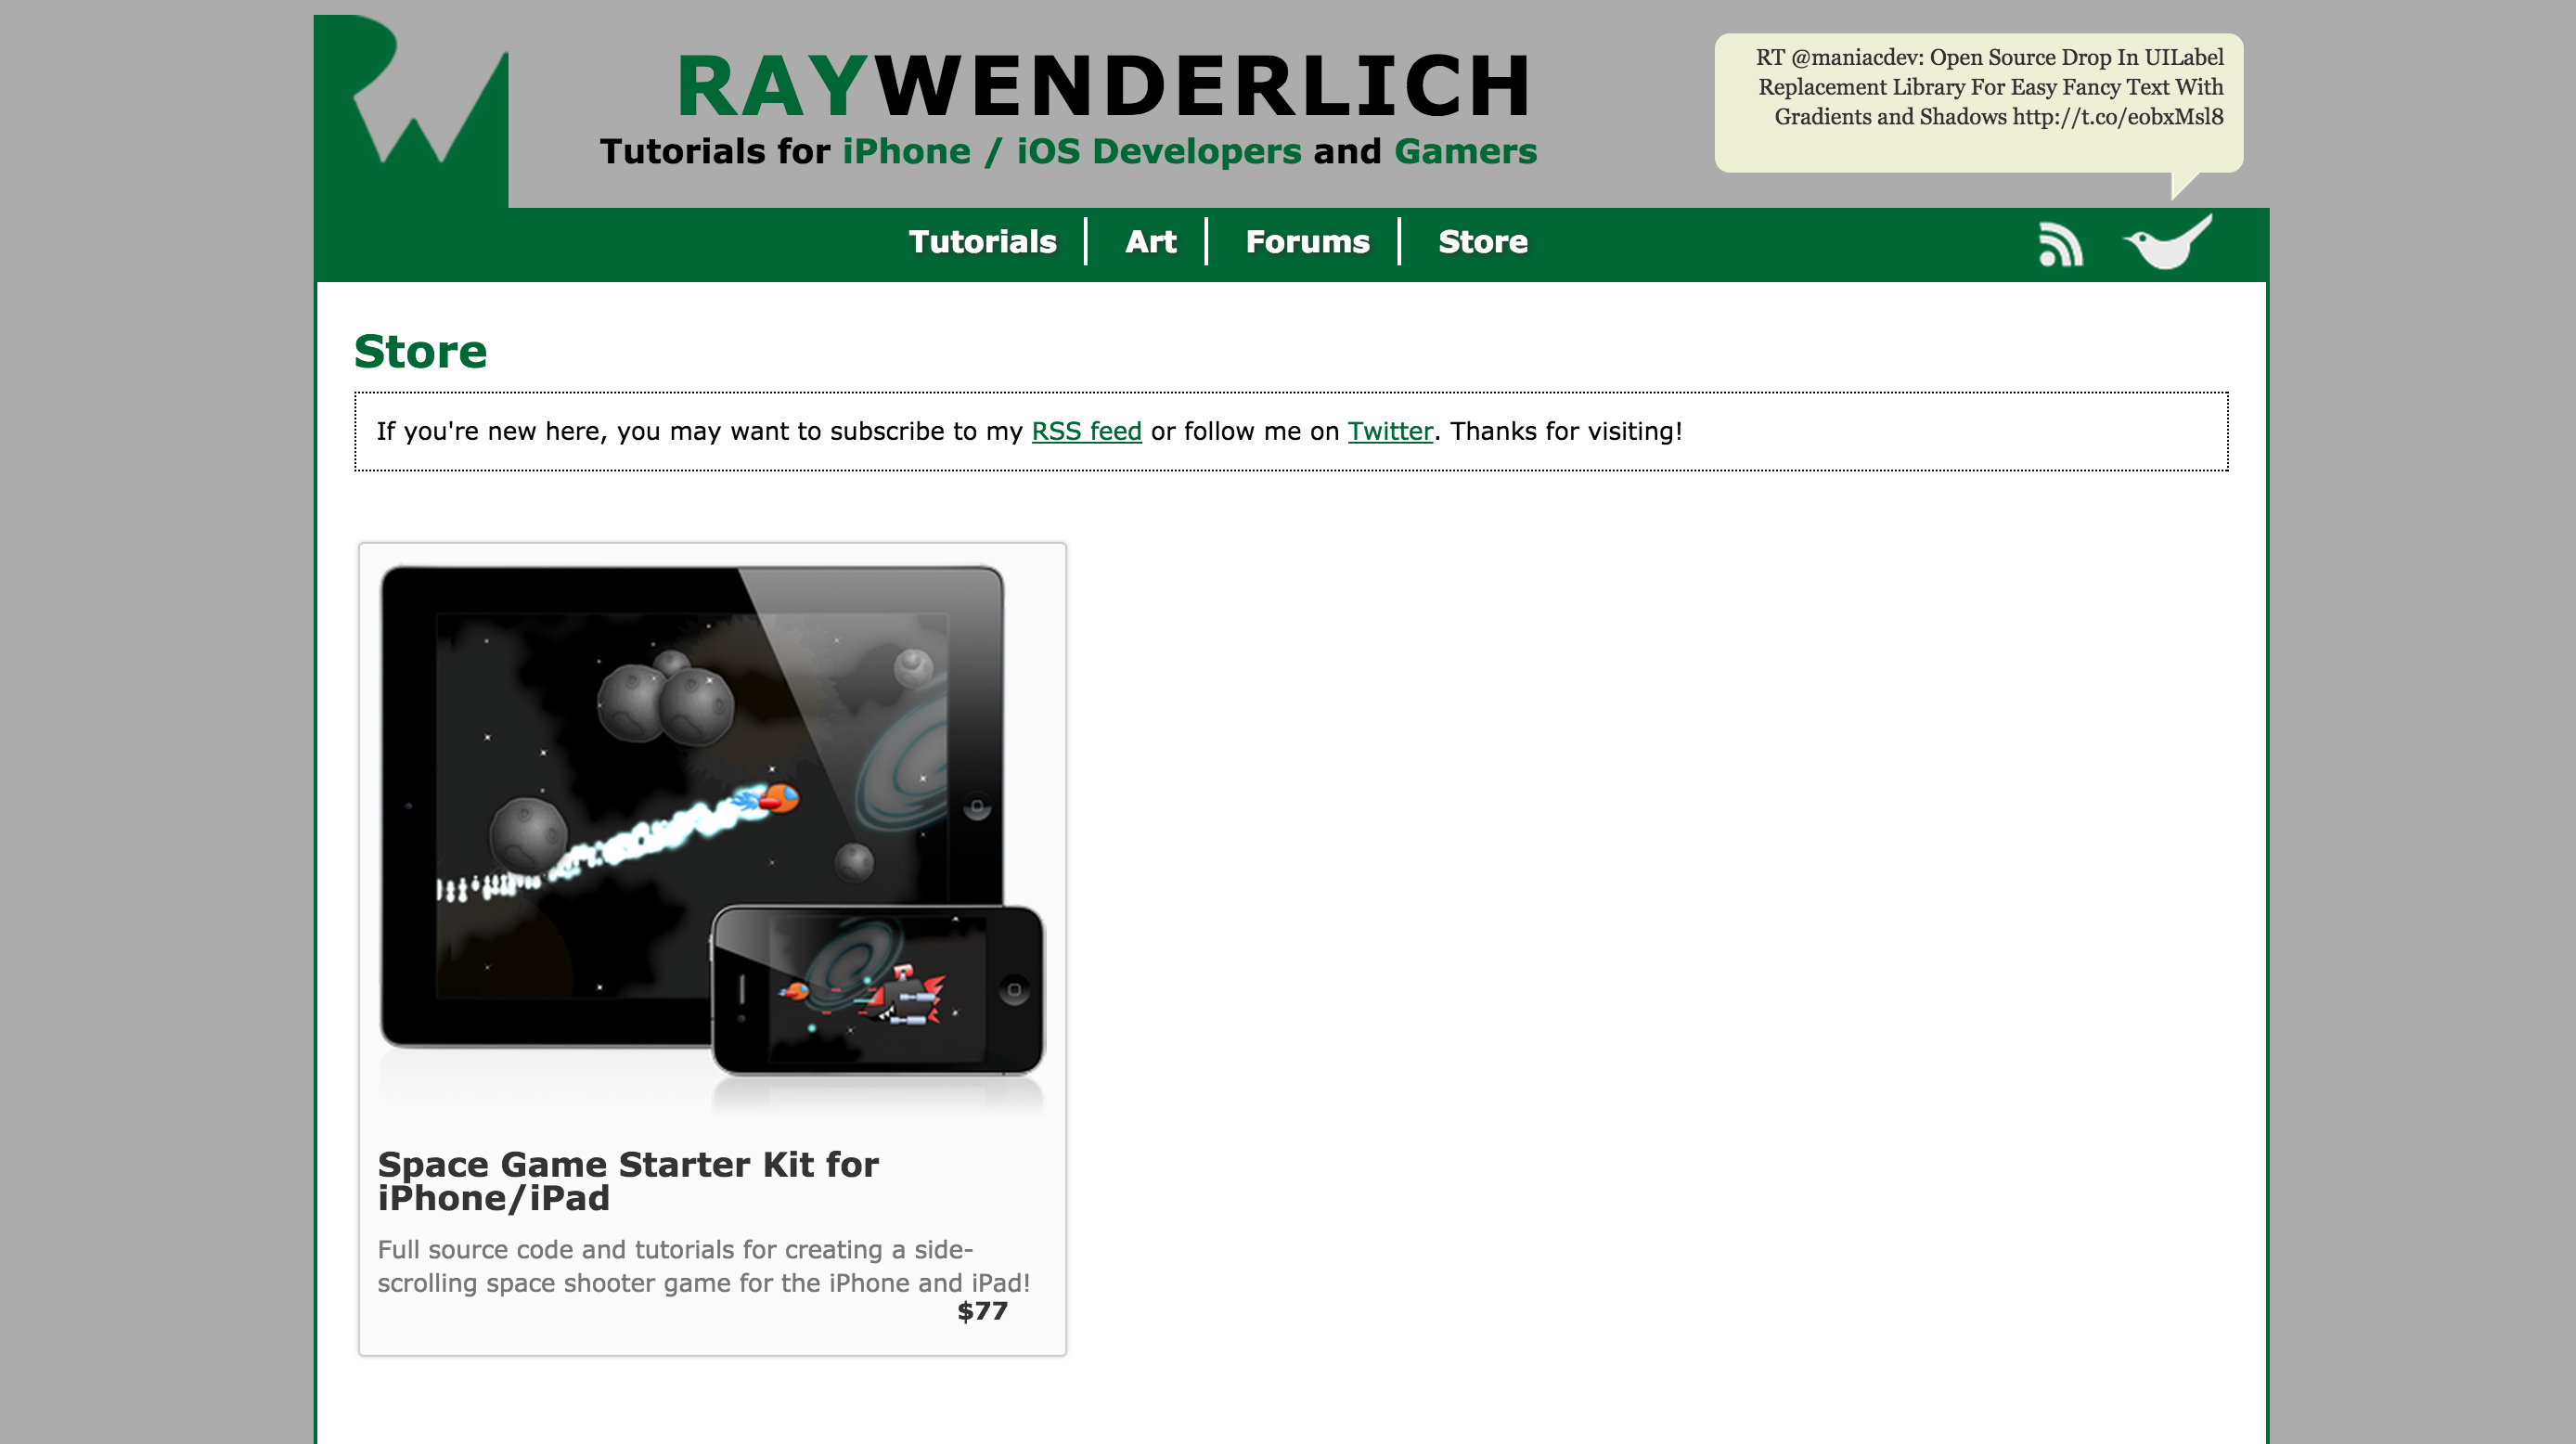 RAYWENDERLICH
Tutorials for iPhone / iOS Developers and Gamers
RT @maniacdev: Open Source Drop In UILabel
Replacement Library For Easy Fancy Text With
Gradients and Shadows http://t.co/eobxMsl8
Tutorials Art Forums Store
Store
If you're new here, you may want to subscribe to my RSS feed or follow me on Twitter. Thanks for visiting!
Space Game Starter Kit for
iPhone/iPad
Full source code and tutorials for creating a side-
scrolling space shooter game for the iPhone and iPad!
$77